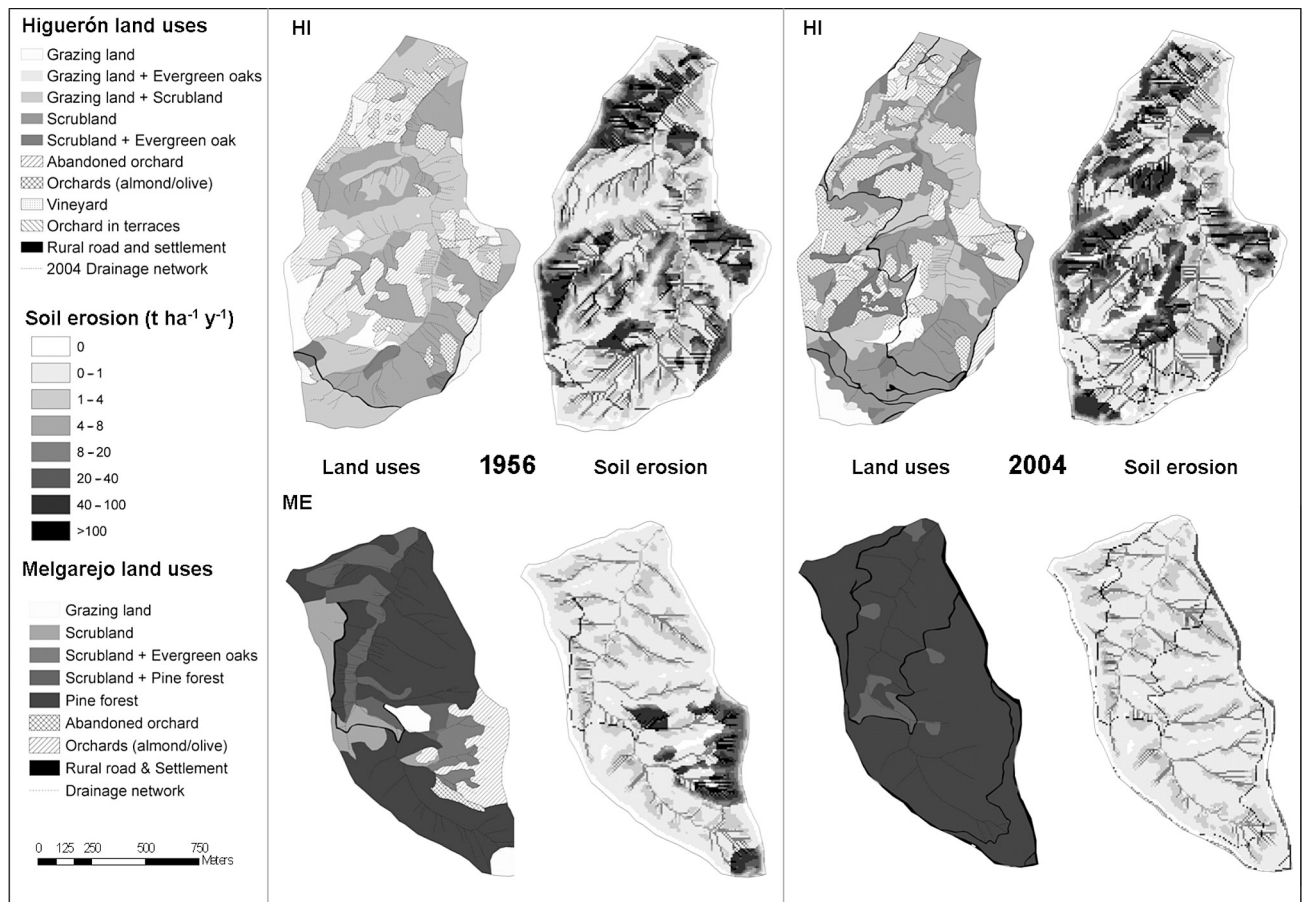 Higuerón land uses
Grazing land
Grazing land + Evergreen oaks
Grazing land + Scrubland
Scrubland
Scrubland + Evergreen oak
Abandoned orchard
Orchards (almond/olive)
Vineyard
Orchard in terraces
Rural road and settlement
2004 Drainage network
Soil erosion (t ha⁻¹ y⁻¹)
0
0 – 1
1 – 4
4 – 8
8 – 20
20 – 40
40 – 100
>100
Melgarejo land uses
Grazing land
Scrubland
Scrubland + Evergreen oaks
Scrubland + Pine forest
Pine forest
Abandoned orchard
Orchards (almond/olive)
Rural road & Settlement
Drainage network
0 125 250 500 750
Meters
HI
HI
Land uses 1956 Soil erosion
Land uses 2004 Soil erosion
ME